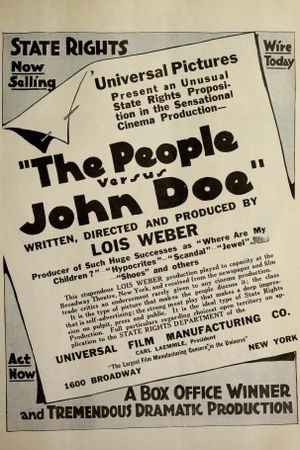 STATE RIGHTS
Now
Selling
Wire
Today
Universal Pictures
Present an Unusual
State Rights Proposi-
tion in the Sensational
Cinema Production—
"The People
versus
John Doe"
WRITTEN, DIRECTED AND PRODUCED BY
LOIS WEBER
Producer of Such Huge Successes as "Where Are My
Children?" "Hypocrites" "Scandal" "Jewel"
"Shoes" and others
This stupendous LOIS WEBER production played to capacity at the
Broadway Theatre, New York, and received from the newspaper and film
trade critics an endorsement rarely given to any cinema production.
It is the type of picture that makes the people discuss it; the class
that is self-advertising; the strong meat play that makes a deep impres-
sion on pulpit, press and public. It is the ideal type of State Rights
Production. Full particulars regarding choicest open territory on ap-
plication to the STATE RIGHTS DEPARTMENT of the
UNIVERSAL FILM MANUFACTURING CO.
CARL LAEMMLE, President
"The Largest Film Manufacturing Concern in the Universe"
1600 BROADWAY NEW YORK
Act
Now
A BOX OFFICE WINNER
and TREMENDOUS DRAMATIC PRODUCTION